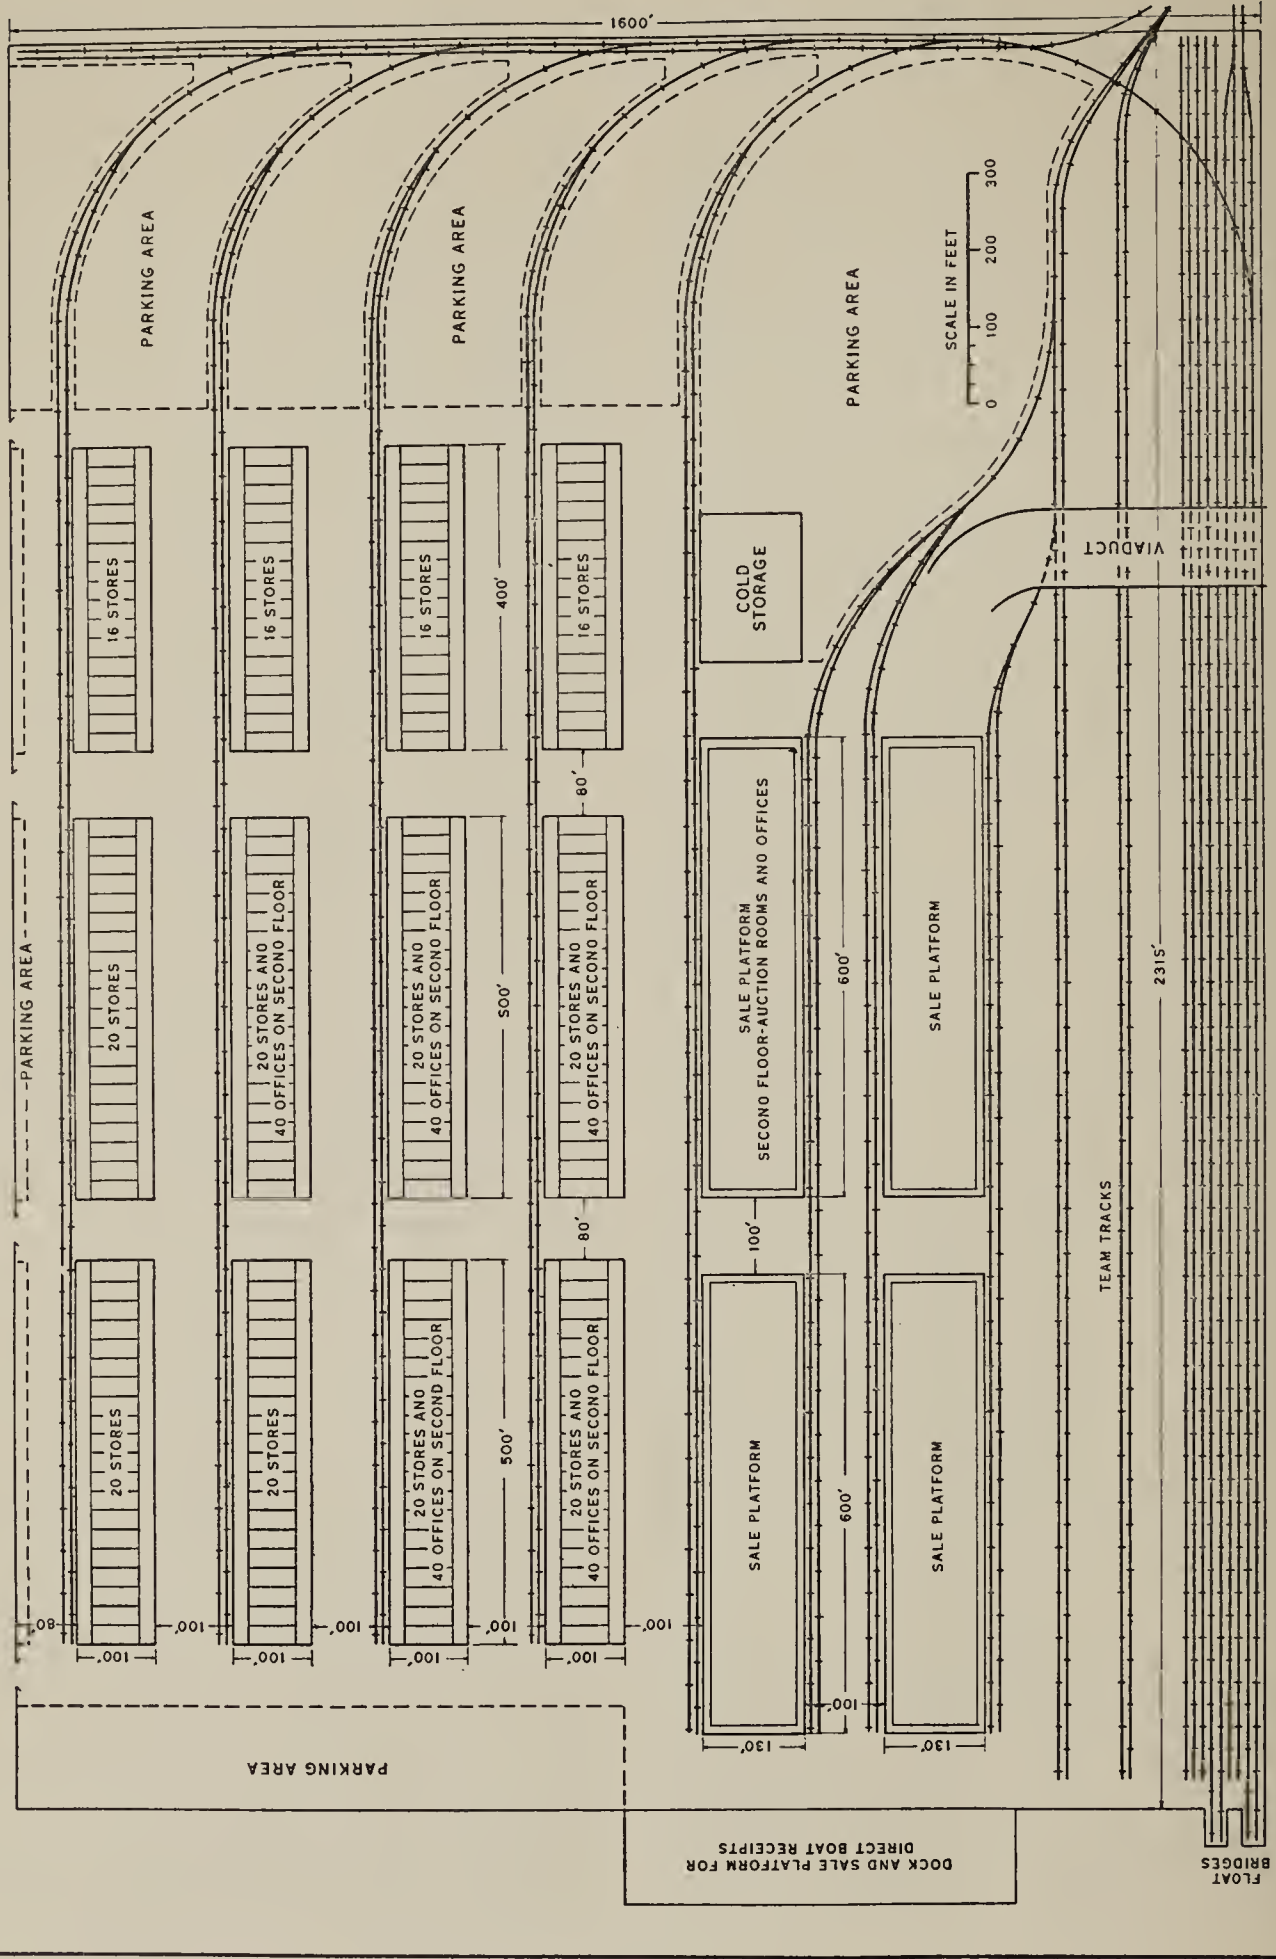 1600'
PARKING AREA
PARKING AREA
PARKING AREA
SCALE IN FEET
0 100 200 300
VIADUCT
16 STORES
16 STORES
16 STORES
400'
16 STORES
COLD
STORAGE
PARKING AREA
20 STORES
20 STORES AND
40 OFFICES ON SECOND FLOOR
20 STORES AND
40 OFFICES ON SECOND FLOOR
500'
80'
20 STORES AND
40 OFFICES ON SECOND FLOOR
80'
SALE PLATFORM
SECOND FLOOR-AUCTION ROOMS AND OFFICES
600'
SALE PLATFORM
2315'
100'
TEAM TRACKS
20 STORES
20 STORES
20 STORES AND
40 OFFICES ON SECOND FLOOR
500'
20 STORES AND
40 OFFICES ON SECOND FLOOR
SALE PLATFORM
600'
SALE PLATFORM
80'
100'
100'
100'
100'
100'
100'
100'
100'
100'
130'
130'
PARKING AREA
DOCK AND SALE PLATFORM FOR
DIRECT BOAT RECEIPTS
FLOAT
BRIDGES